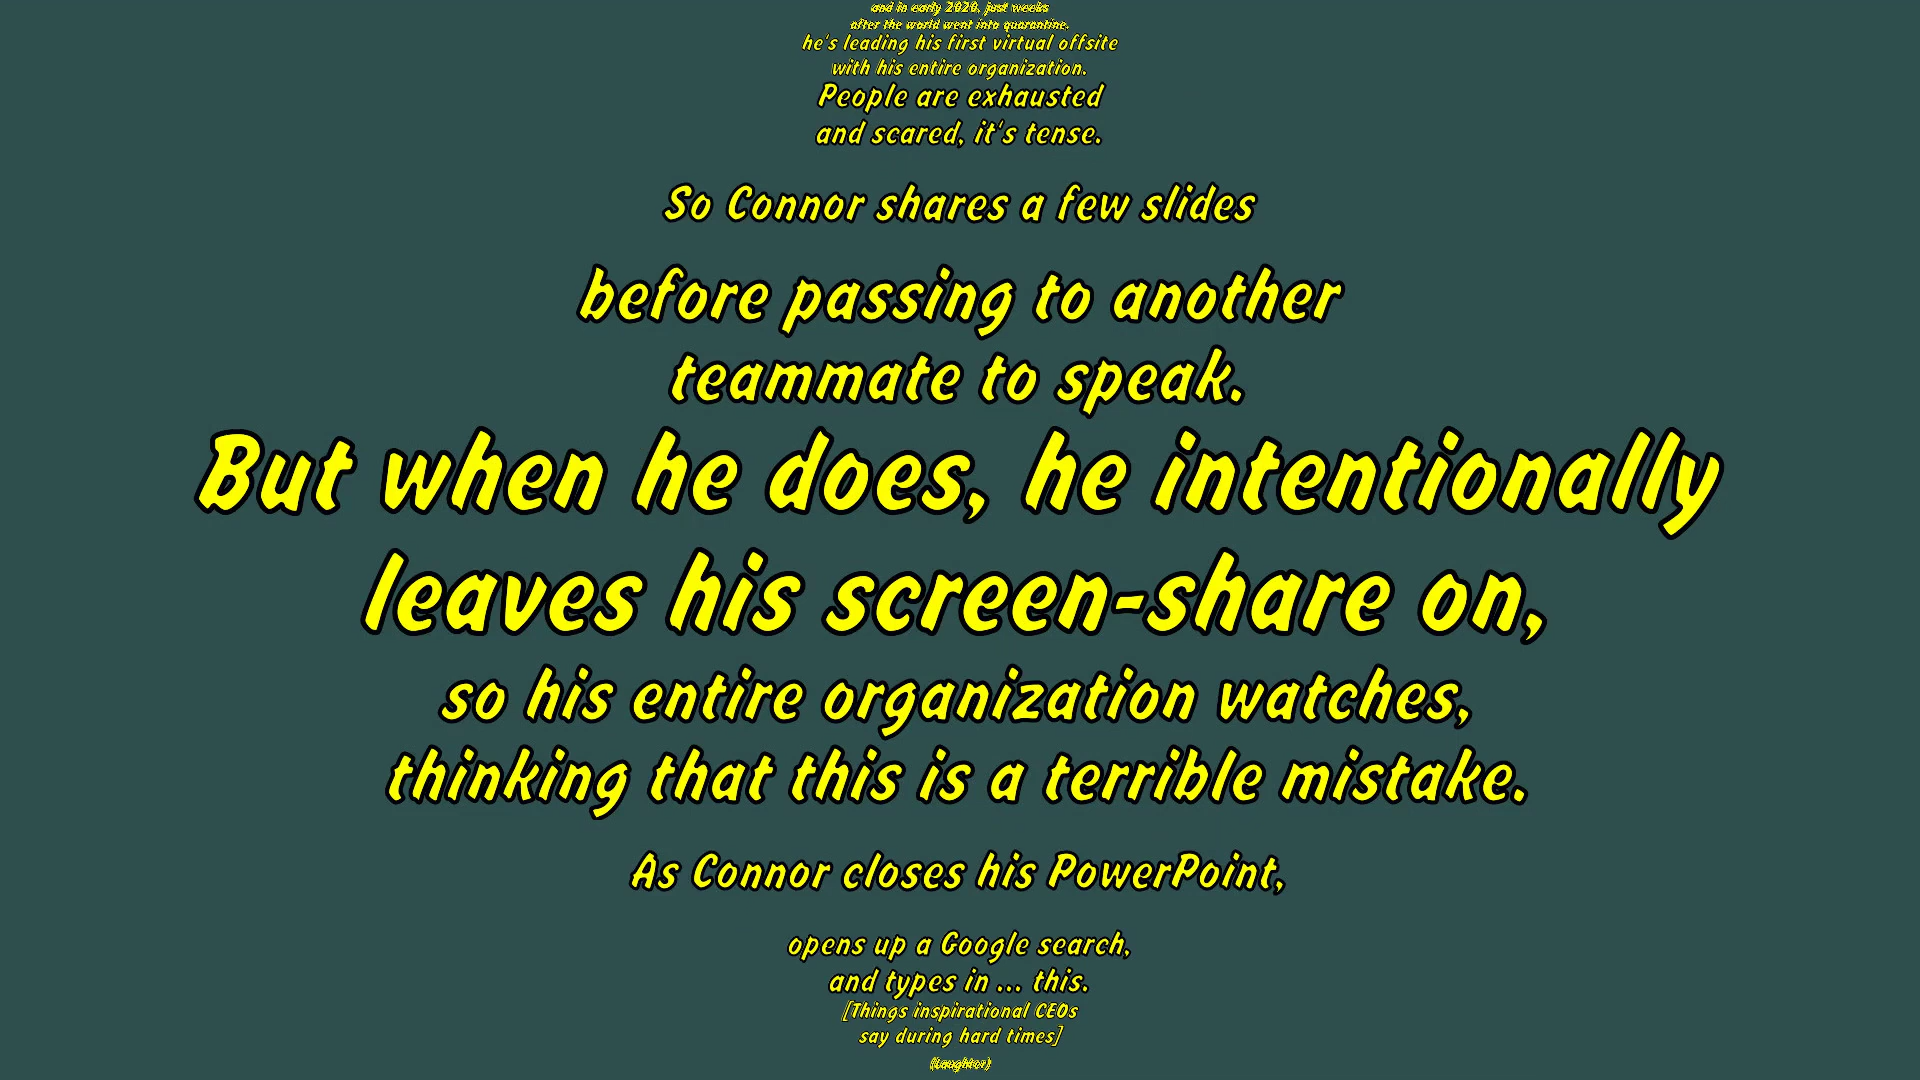 and in early 2020, just weeks
after the world went into quarantine.
he's leading his first virtual offsite
with his entire organization.
People are exhausted
and scared, it's tense.
So Connor shares a few slides
before passing to another
teammate to speak.
But when he does, he intentionally
leaves his screen-share on,
so his entire organization watches,
thinking that this is a terrible mistake.
As Connor closes his PowerPoint,
opens up a Google search,
and types in ... this.
[Things inspirational CEOs
say during hard times]
(Laughter)